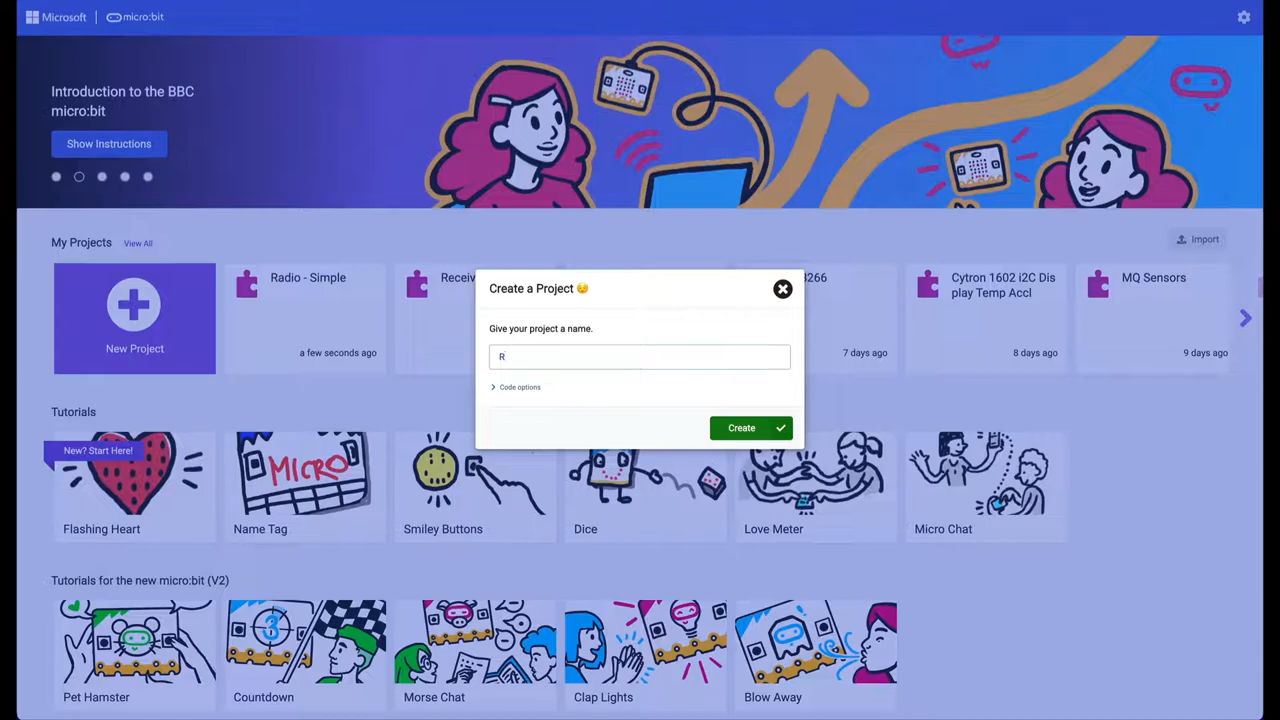 Microsoft | micro:bit
Introduction to the BBC
micro:bit
Show Instructions
My Projects View All
Import
New Project
Radio - Simple
a few seconds ago
Receiv
8266
7 days ago
Cytron 1602 i2C Dis
play Temp Accl
8 days ago
MQ Sensors
9 days ago
Create a Project 😏
Give your project a name.
R
Code options
Create
Tutorials
New? Start Here!
Flashing Heart
MICRO
Name Tag
Smiley Buttons
Dice
Love Meter
Micro Chat
Tutorials for the new micro:bit (V2)
Pet Hamster
3
Countdown
Morse Chat
Clap Lights
Blow Away